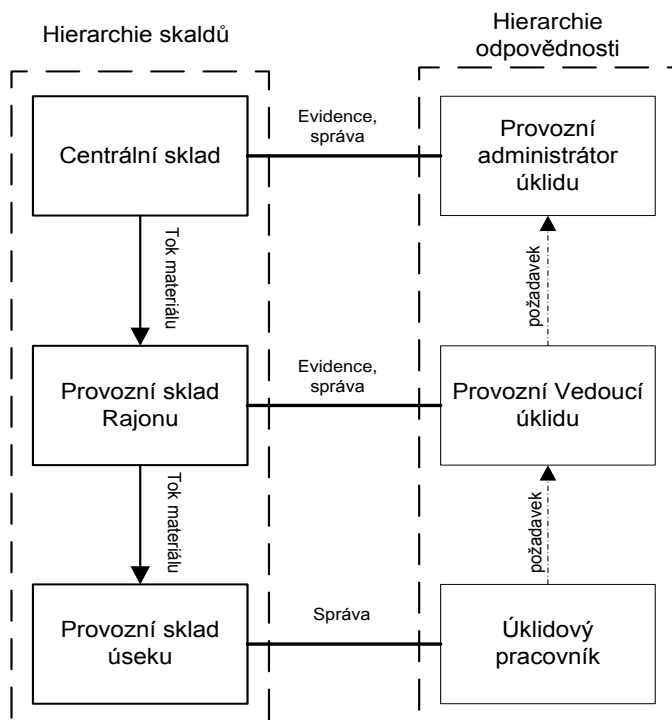 Hierarchie skaldů
Hierarchie
odpovědnosti
Centrální sklad
Evidence,
správa
Provozní
administrátor
úklidu
Tok
materiálu
požadavek
Provozní sklad
Rajonu
Evidence,
správa
Provozní Vedoucí
úklidu
Tok
materiálu
požadavek
Provozní sklad
úseku
Správa
Úklidový
pracovník